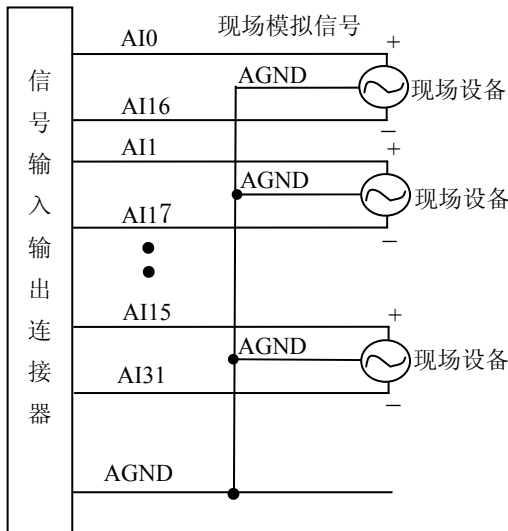 信号输入输出连接器
现场模拟信号
AI0
+
AGND
现场设备
AI16
−
AI1
+
AGND
现场设备
AI17
−
AI15
+
AGND
现场设备
AI31
−
AGND